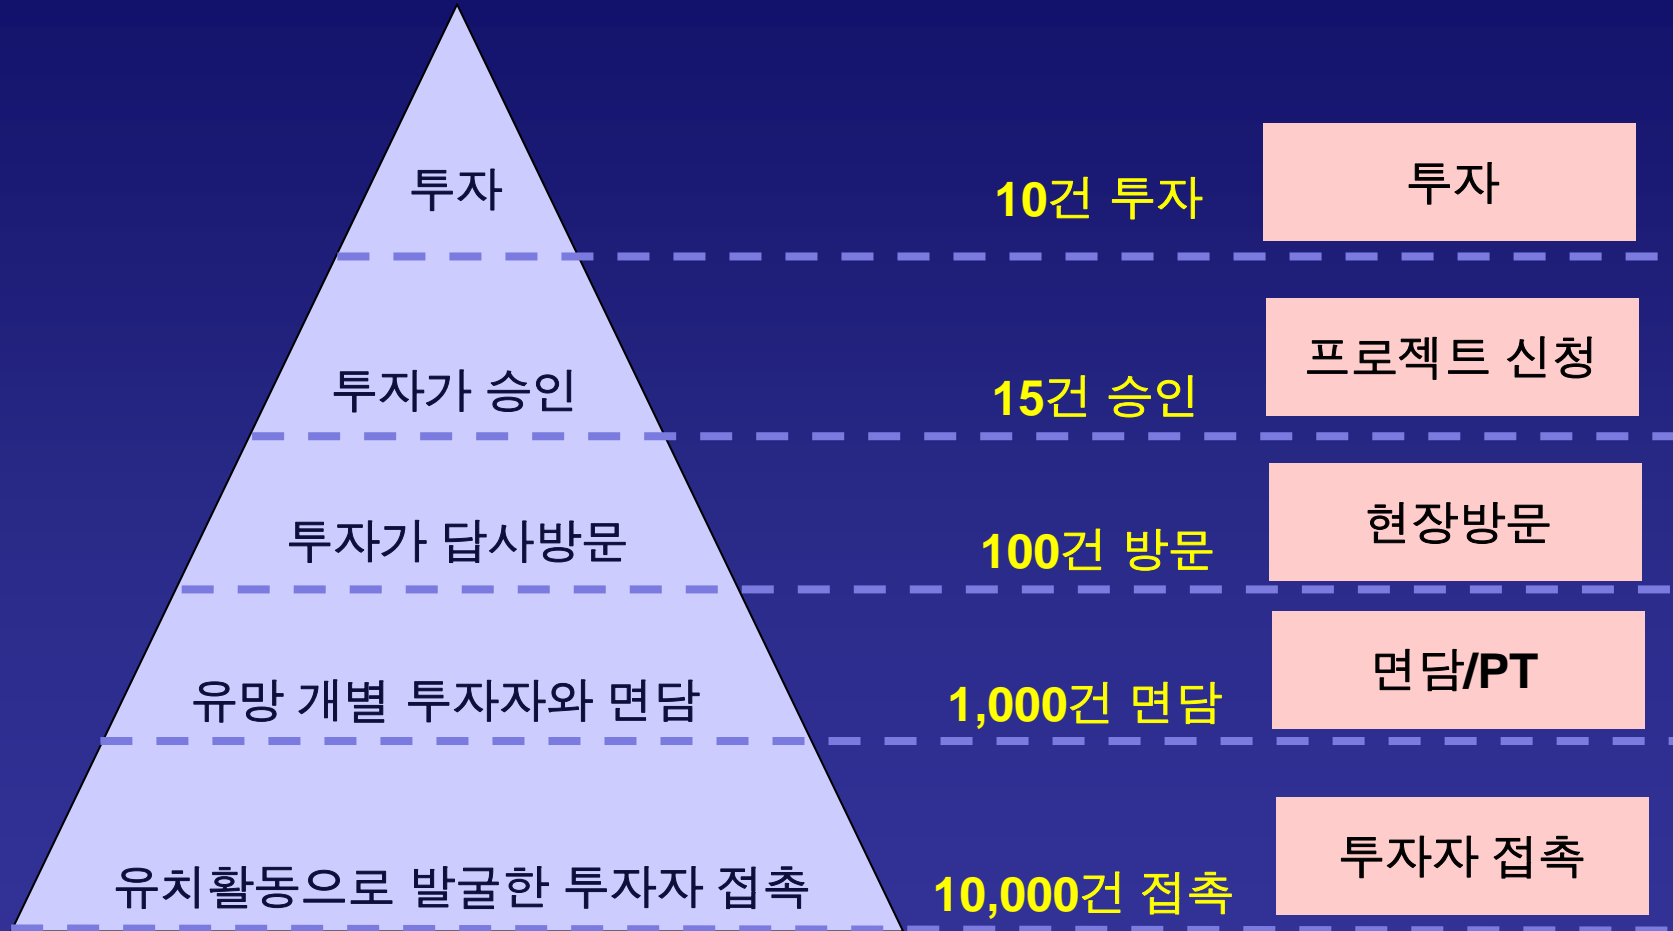 투자
10건 투자
투자
투자가 승인
15건 승인
프로젝트 신청
투자가 답사방문
100건 방문
현장방문
유망 개별 투자자와 면담
1,000건 면담
면담/PT
유치활동으로 발굴한 투자자 접촉
10,000건 접촉
투자자 접촉